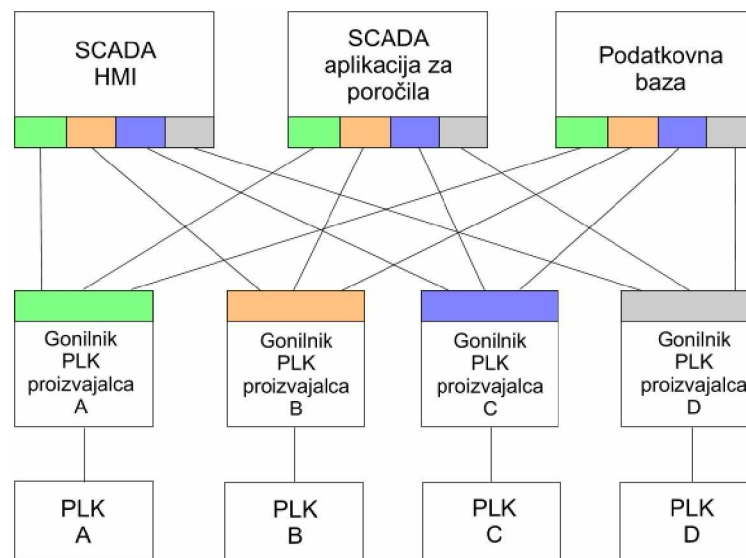 SCADA
HMI
SCADA
aplikacija za
poročila
Podatkovna
baza
Gonilnik
PLK
proizvajalca
A
Gonilnik
PLK
proizvajalca
B
Gonilnik
PLK
proizvajalca
C
Gonilnik
PLK
proizvajalca
D
PLK
A
PLK
B
PLK
C
PLK
D